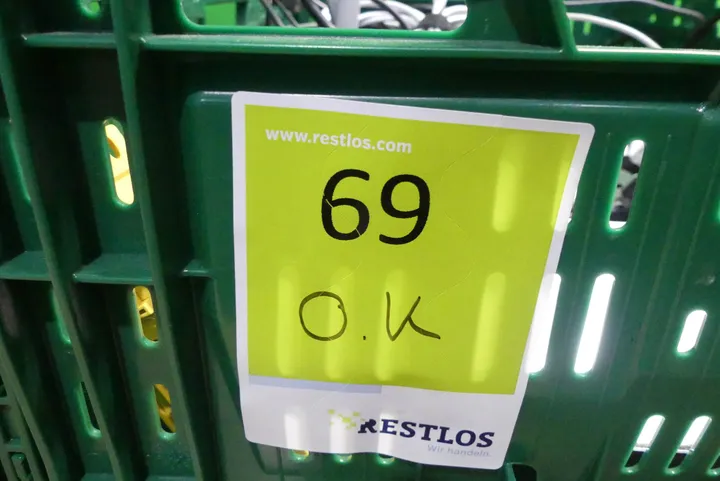 www.restlos.com
69
O.K
RESTLOS
Wir handeln.